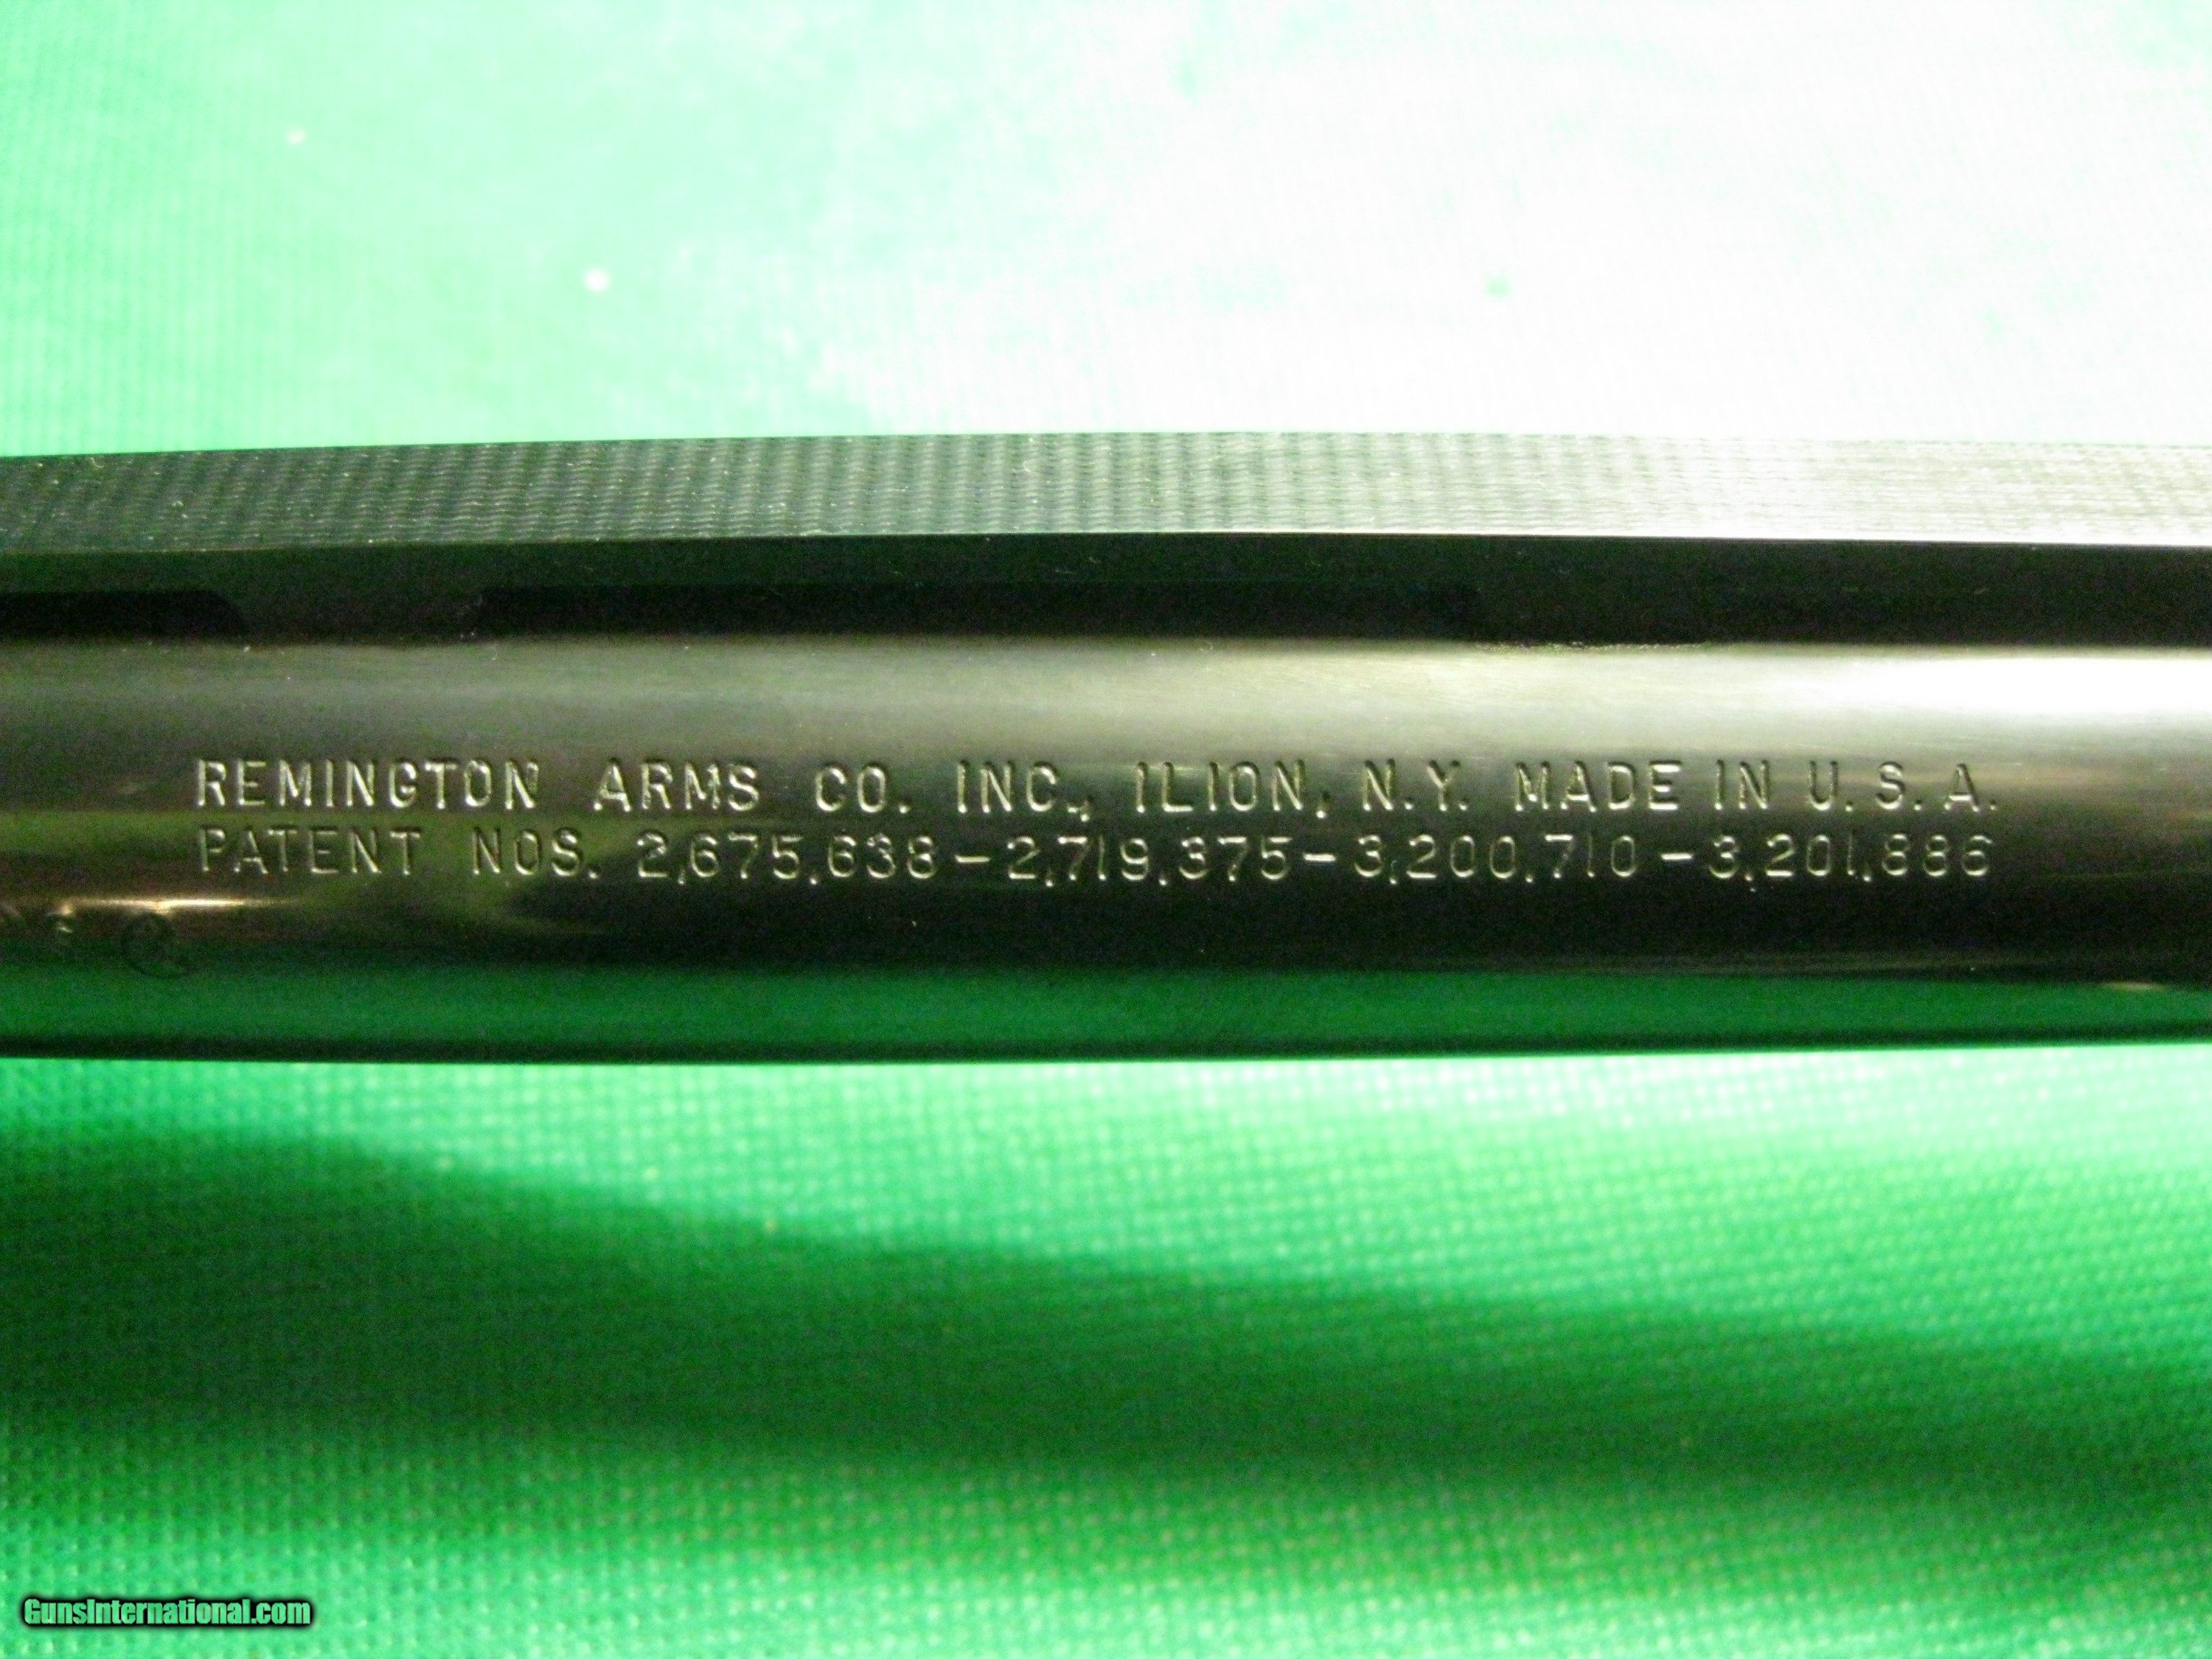 REMINGTON ARMS CO. INC., ILION, N.Y. MADE IN U.S.A.
PATENT NOS. 2,675,638-2,719,375-3,200,710-3,201,886
GunsInternational.com